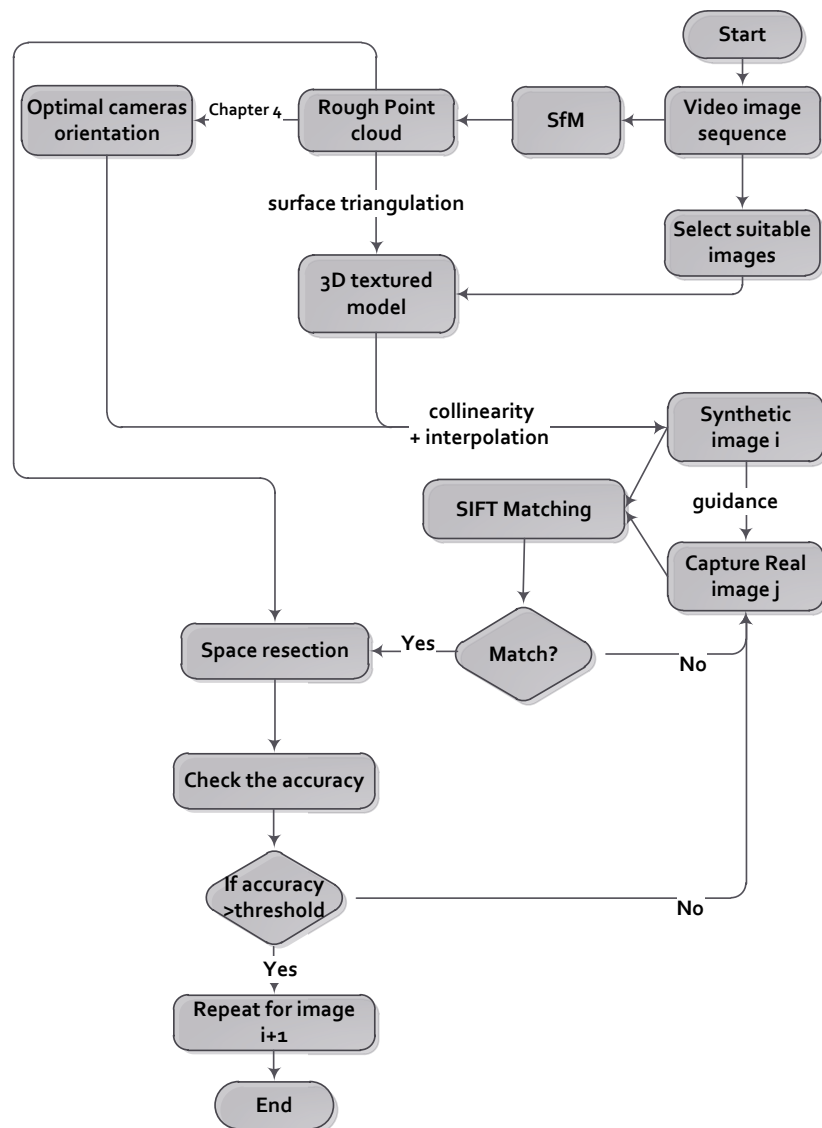 Start
Optimal cameras
orientation
Chapter 4
Rough Point
cloud
SfM
Video image
sequence
surface triangulation
Select suitable
images
3D textured
model
collinearity
+ interpolation
Synthetic
image i
guidance
SIFT Matching
Capture Real
image j
Space resection
Yes
Match?
No
Check the accuracy
If accuracy
>threshold
No
Yes
Repeat for image
i+1
End